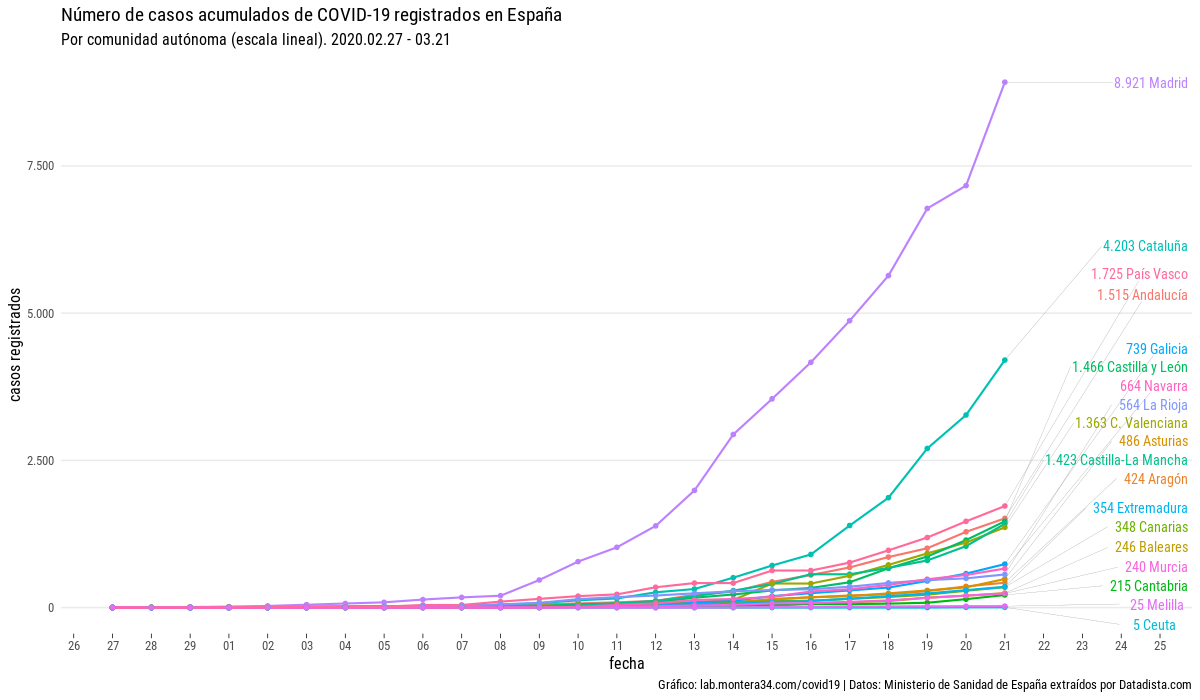 Número de casos acumulados de COVID-19 registrados en España
Por comunidad autónoma (escala lineal). 2020.02.27 - 03.21
8.921 Madrid
7.500
4.203 Cataluña
1.725 País Vasco
1.515 Andalucía
5.000
739 Galicia
1.466 Castilla y León
664 Navarra
564 La Rioja
1.363 C. Valenciana
486 Asturias
2.500
1.423 Castilla-La Mancha
424 Aragón
354 Extremadura
348 Canarias
246 Baleares
240 Murcia
215 Cantabria
25 Melilla
0
5 Ceuta
casos registrados
26 27 28 29 01 02 03 04 05 06 07 08 09 10 11 12 13 14 15 16 17 18 19 20 21 22 23 24 25
fecha
Gráfico: lab.montera34.com/covid19 | Datos: Ministerio de Sanidad de España extraídos por Datadista.com